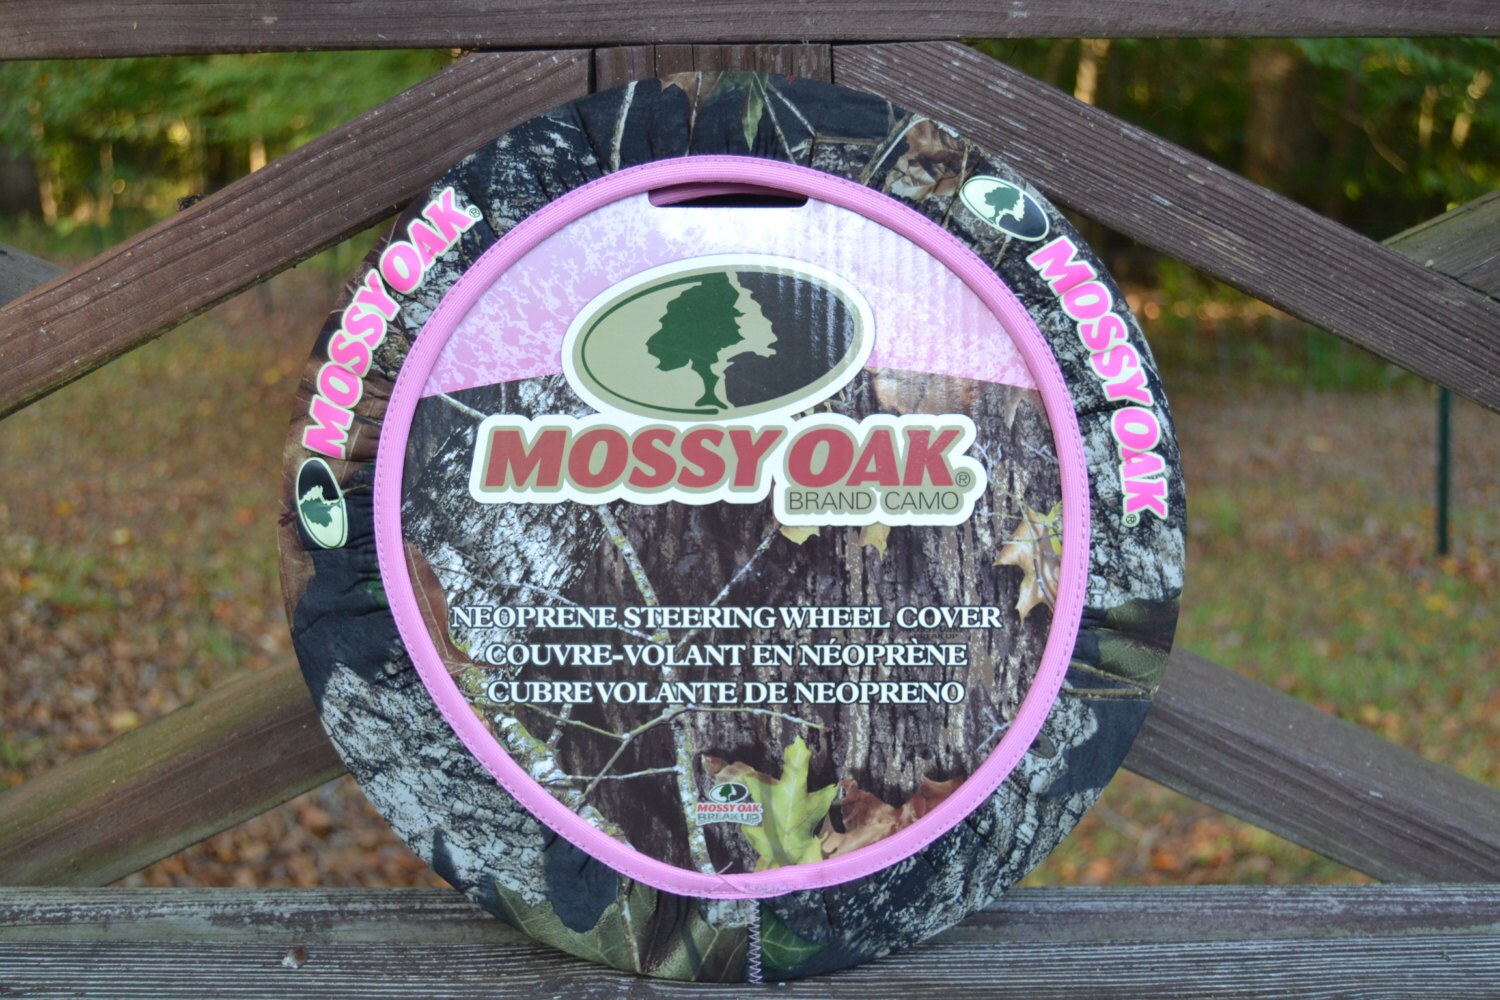 MOSSY OAK®
MOSSY OAK®
MOSSY OAK®
BRAND CAMO
NEOPRENE STEERING WHEEL COVER
COUVRE-VOLANT EN NÉOPRÈNE
CUBREVOLANTE DE NEOPRENO
MOSSY OAK
BREAK-UP